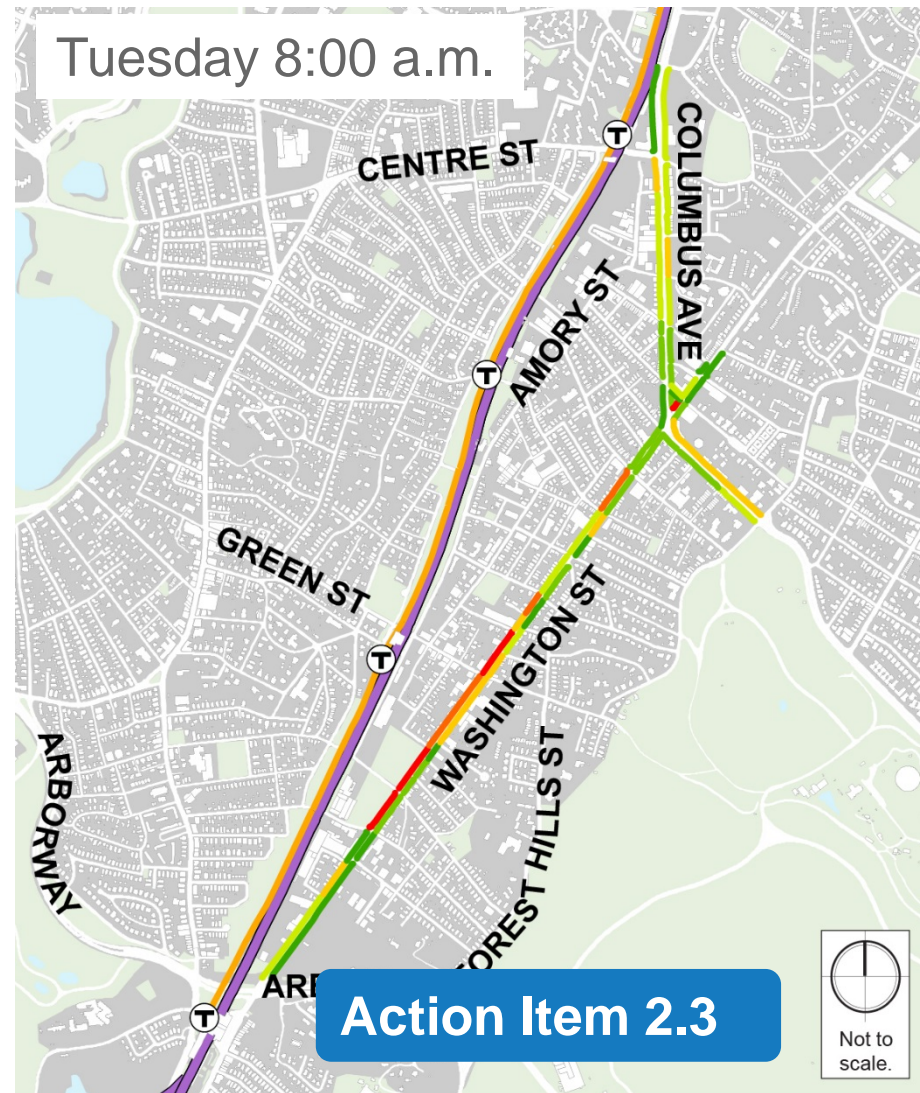 Tuesday 8:00 a.m.
CENTRE ST
COLUMBUS AVE
T
AMORY ST
T
GREEN ST
WASHINGTON ST
T
ARBORWAY
FOREST HILLS ST
T
Action Item 2.3
Not to
scale.